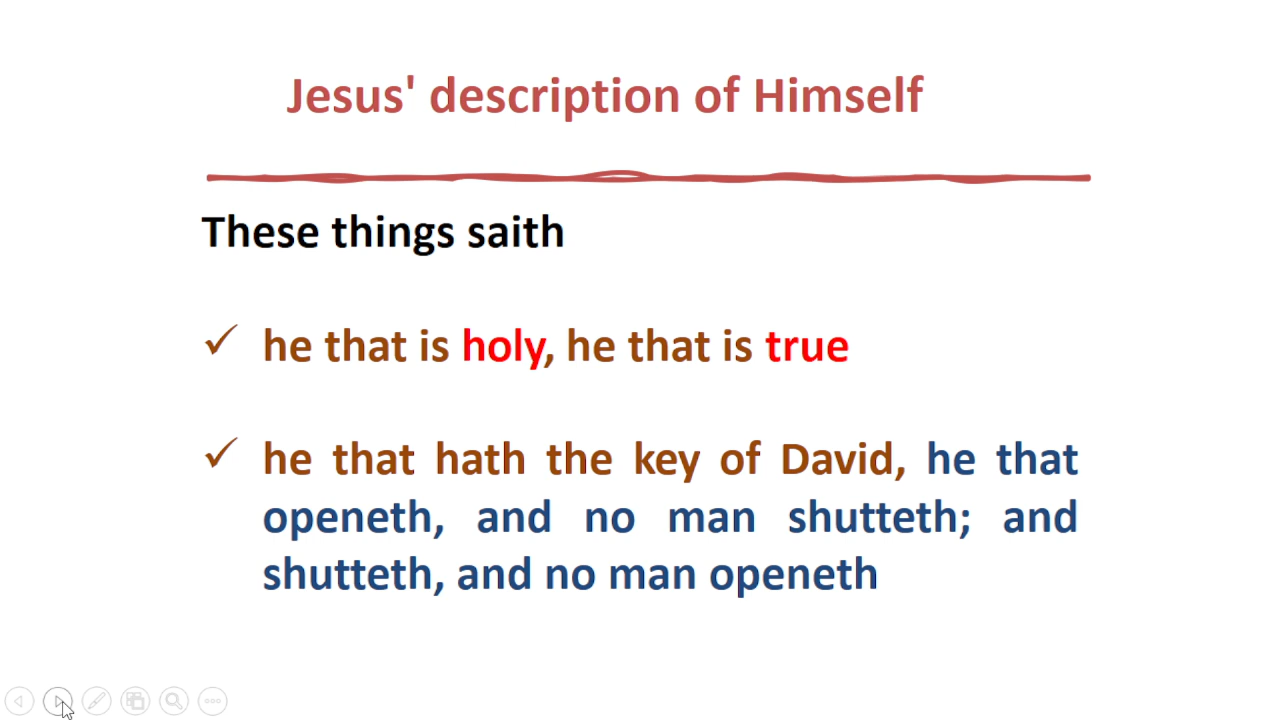 Jesus' description of Himself
These things saith
✓ he that is holy, he that is true
✓ he that hath the key of David, he that
openeth, and no man shutteth; and
shutteth, and no man openeth